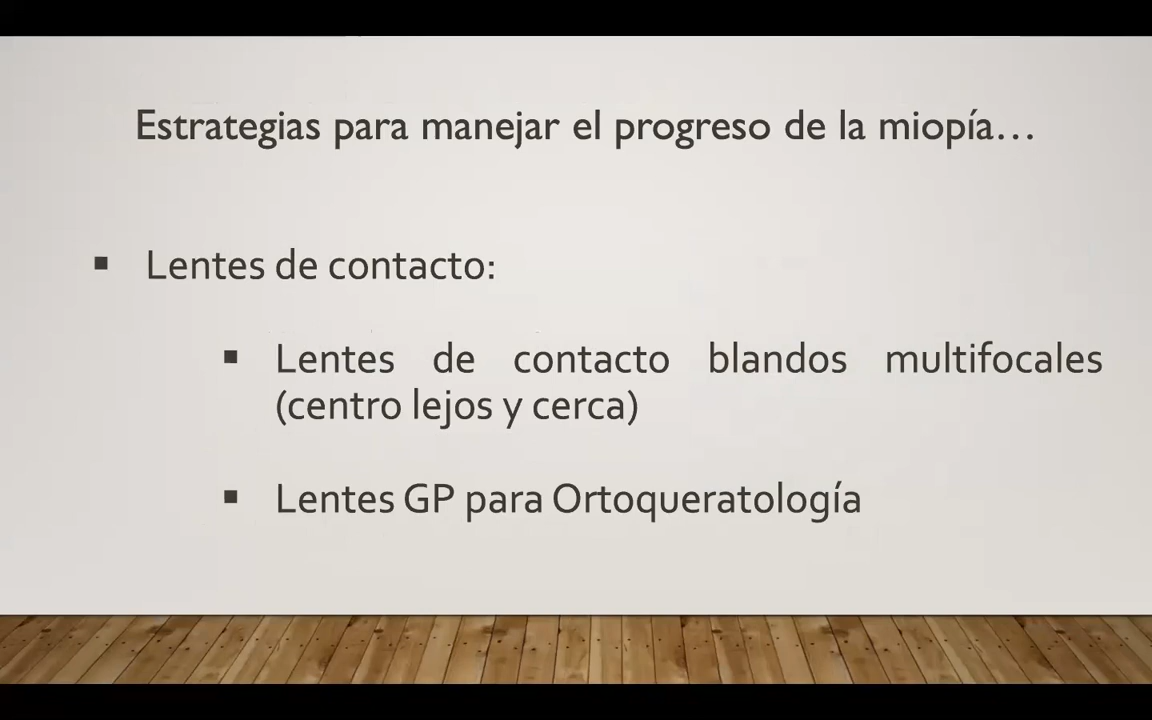 Estrategias para manejar el progreso de la miopía…
▪ Lentes de contacto:
▪ Lentes de contacto blandos multifocales
(centro lejos y cerca)
▪ Lentes GP para Ortoqueratología